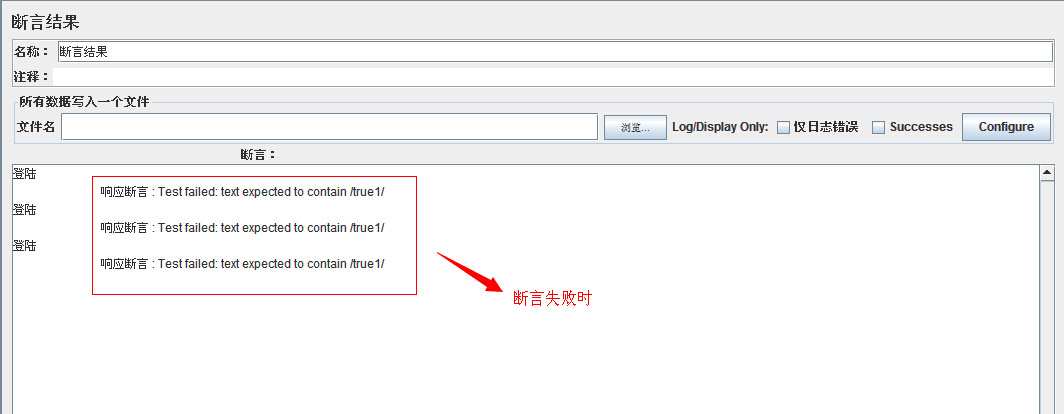 断言结果
名称： 断言结果
注释：
所有数据写入一个文件
文件名 浏览... Log/Display Only: 仅日志错误 Successes Configure
断言：
登陆
响应断言 : Test failed: text expected to contain /true1/
登陆
响应断言 : Test failed: text expected to contain /true1/
登陆
响应断言 : Test failed: text expected to contain /true1/
断言失败时